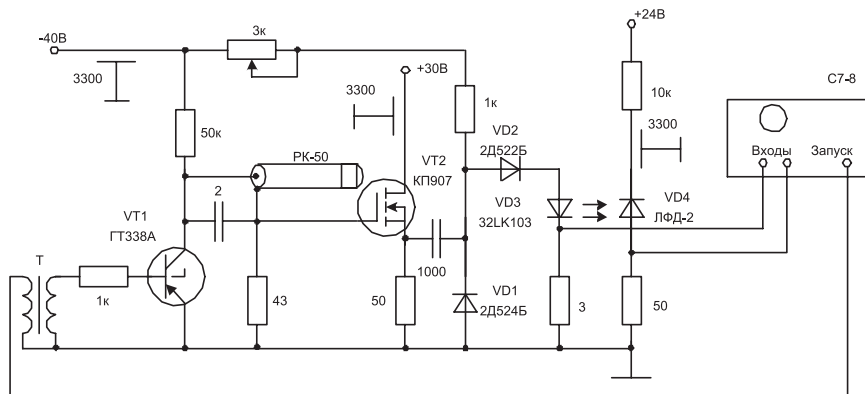 -40В
3к
+24В
+30В
3300
3300
1к
10к
С7-8
50к
РК-50
VT2
КП907
VD2
2Д522Б
3300
Входы
Запуск
2
VT1
ГТ338А
VD3
32LK103
VD4
ЛФД-2
Т
1к
43
50
1000
VD1
2Д524Б
3
50